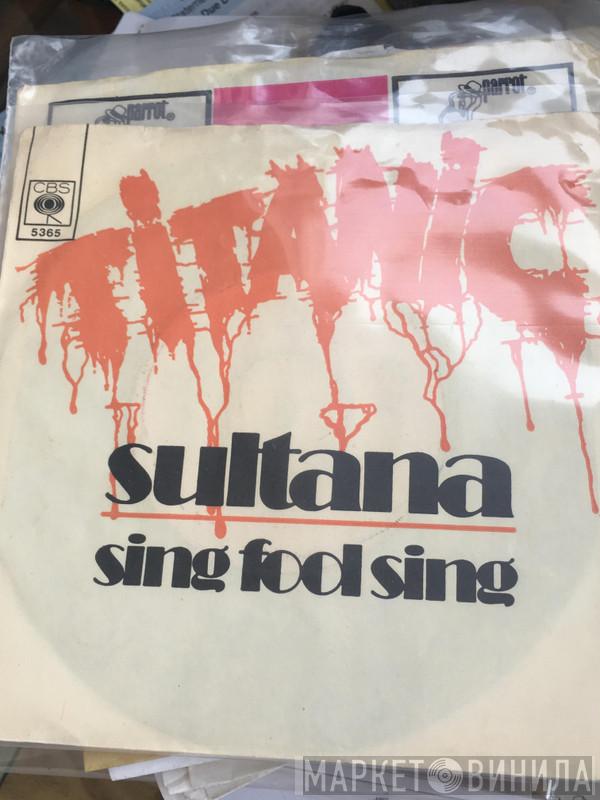 parrot®
parrot®
CBS
5365
TITANIC
sultana
sing fool sing
МАРКЕТ ВИНИЛА